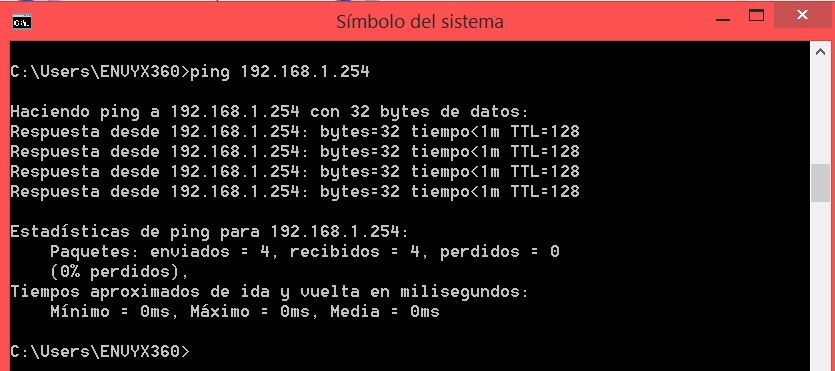 Símbolo del sistema
C:\Users\ENVYX360>ping 192.168.1.254
Haciendo ping a 192.168.1.254 con 32 bytes de datos:
Respuesta desde 192.168.1.254: bytes=32 tiempo<1m TTL=128
Respuesta desde 192.168.1.254: bytes=32 tiempo<1m TTL=128
Respuesta desde 192.168.1.254: bytes=32 tiempo<1m TTL=128
Respuesta desde 192.168.1.254: bytes=32 tiempo<1m TTL=128
Estadísticas de ping para 192.168.1.254:
Paquetes: enviados = 4, recibidos = 4, perdidos = 0
(0% perdidos),
Tiempos aproximados de ida y vuelta en milisegundos:
Mínimo = 0ms, Máximo = 0ms, Media = 0ms
C:\Users\ENVYX360>